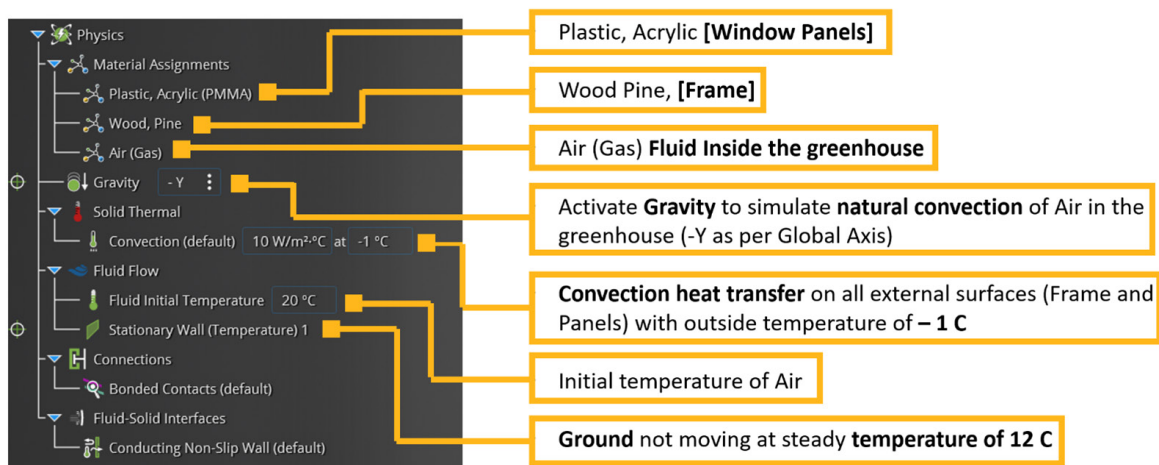 Physics
Material Assignments
Plastic, Acrylic (PMMA)
Wood, Pine
Air (Gas)
Gravity - Y
Solid Thermal
Convection (default) 10 W/m²·°C at -1 °C
Fluid Flow
Fluid Initial Temperature 20 °C
Stationary Wall (Temperature) 1
Connections
Bonded Contacts (default)
Fluid-Solid Interfaces
Conducting Non-Slip Wall (default)
Plastic, Acrylic [Window Panels]
Wood Pine, [Frame]
Air (Gas) Fluid Inside the greenhouse
Activate Gravity to simulate natural convection of Air in the
greenhouse (-Y as per Global Axis)
Convection heat transfer on all external surfaces (Frame and
Panels) with outside temperature of – 1 C
Initial temperature of Air
Ground not moving at steady temperature of 12 C